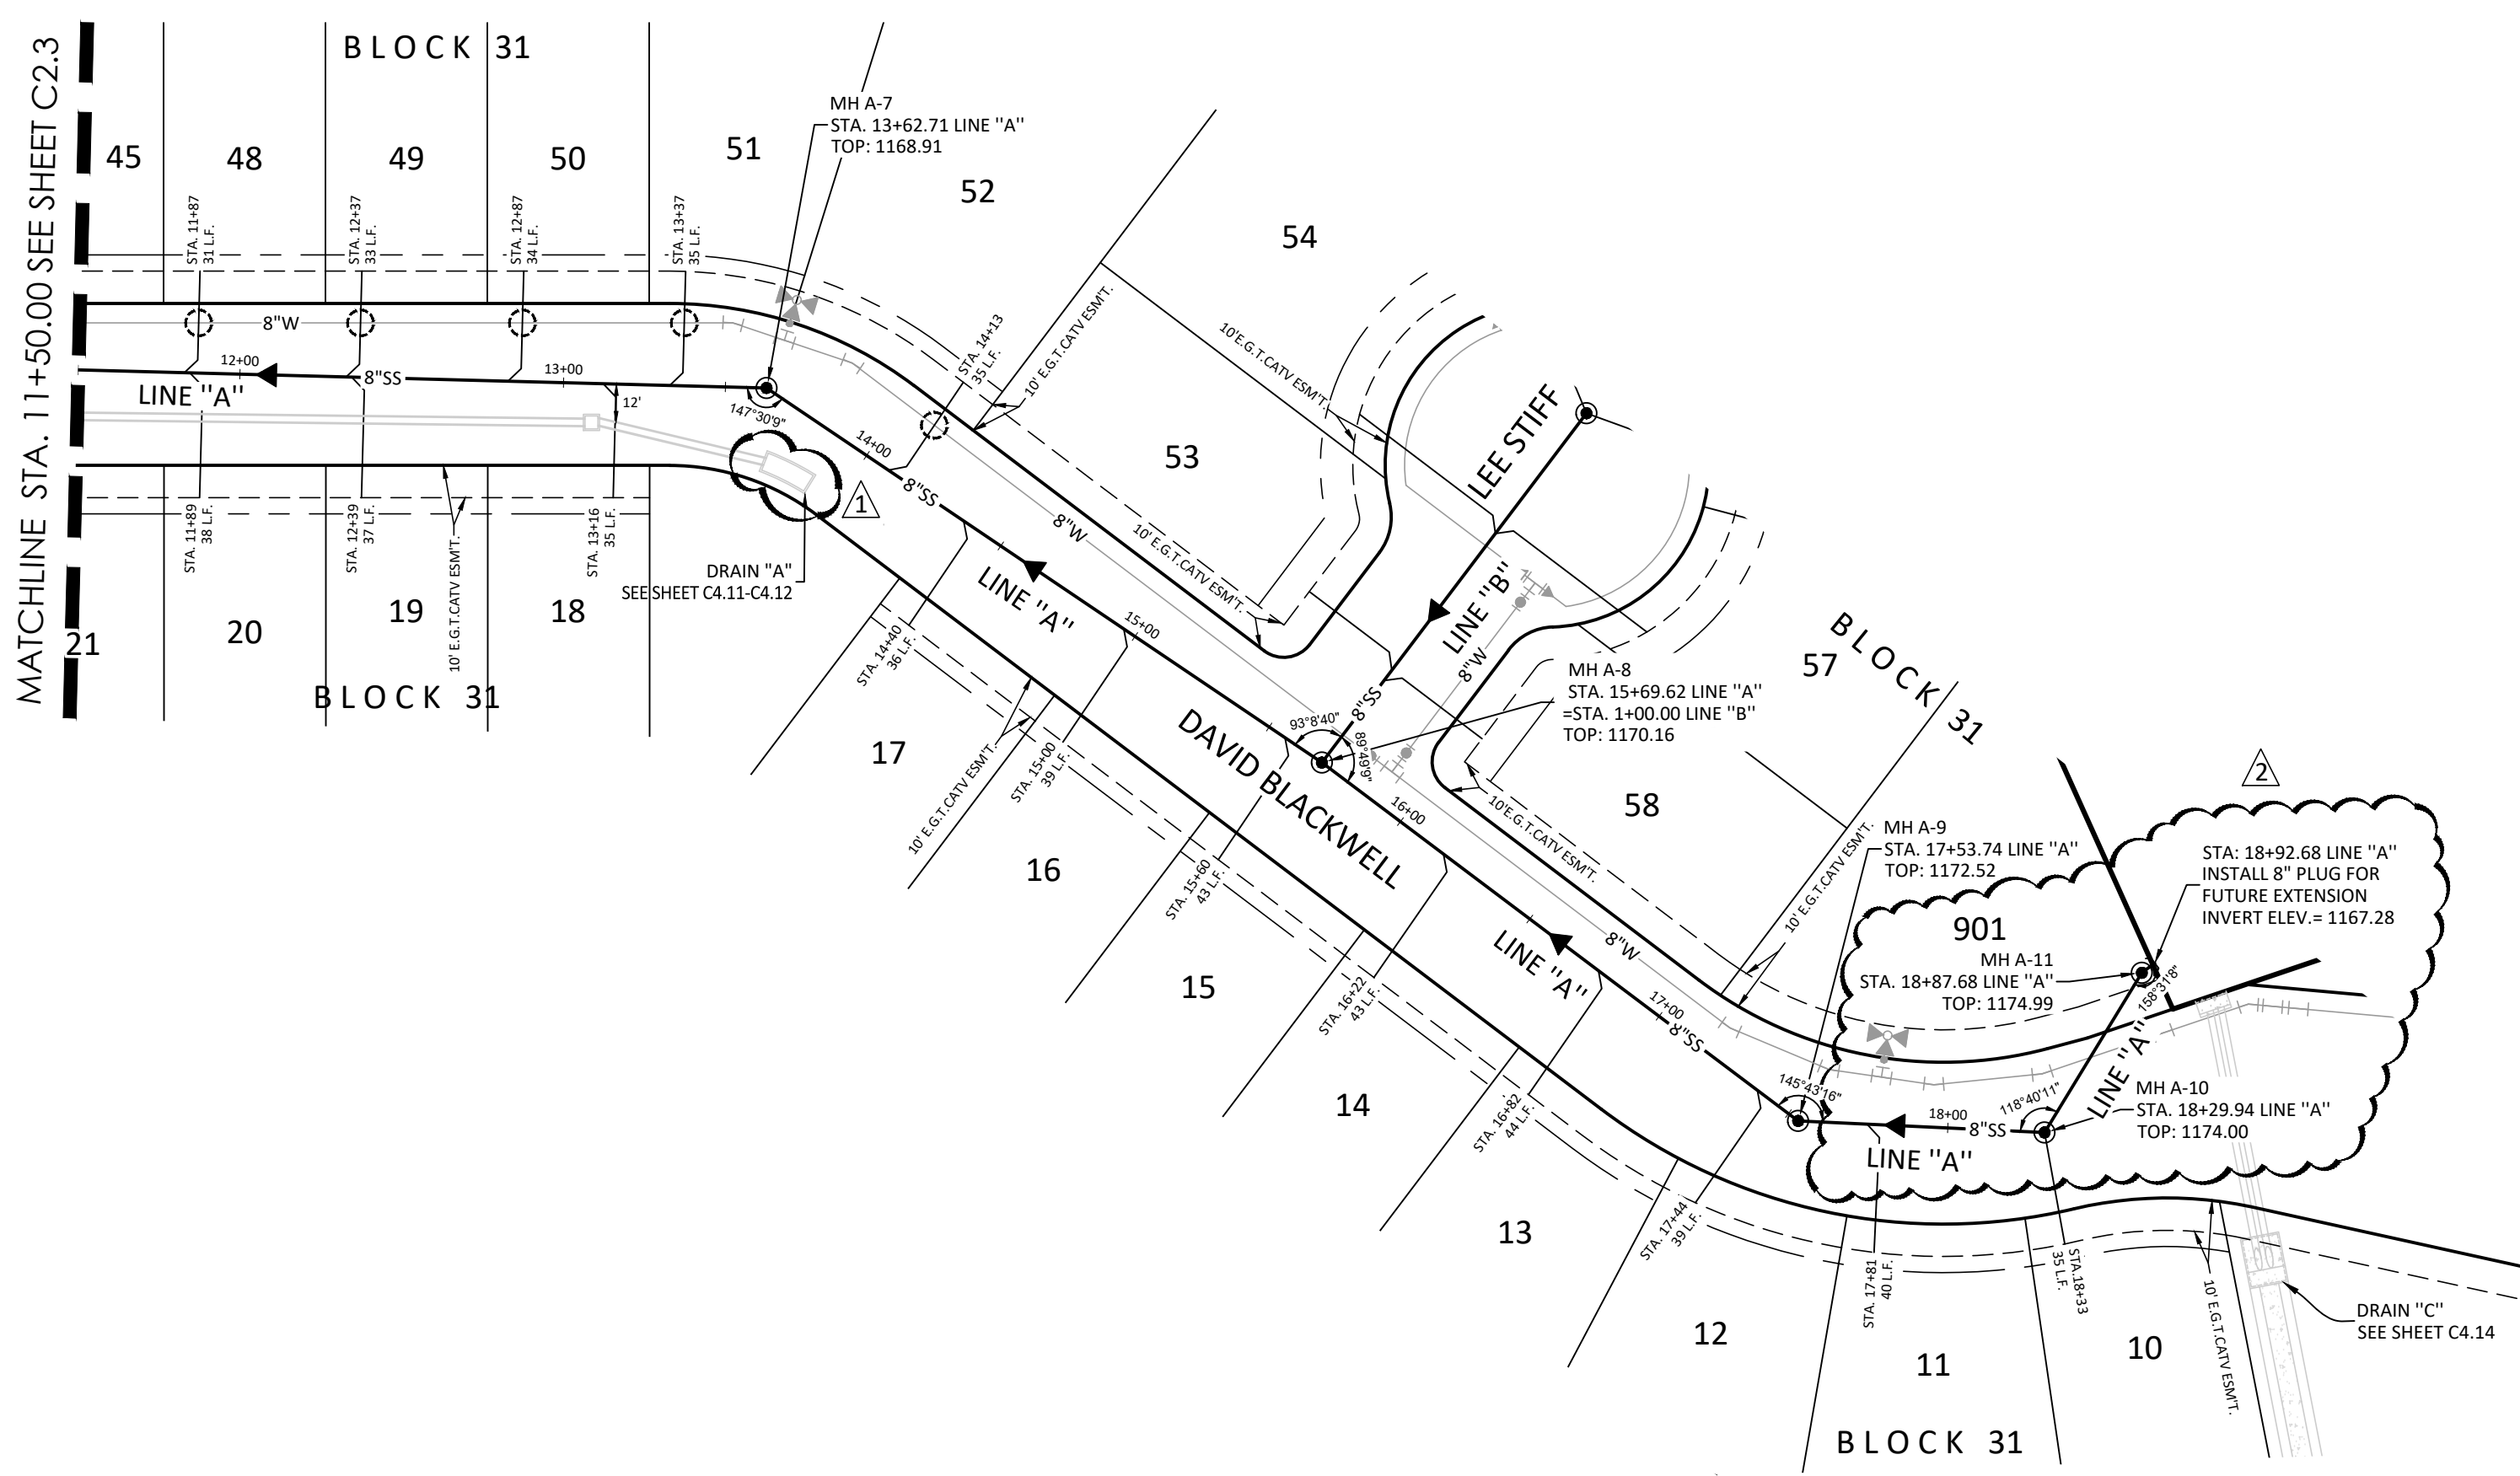 MATCHLINE STA. 11+50.00 SEE SHEET C2.3
BLOCK 31
45
48
49
50
51
52
54
53
MH A-7
STA. 13+62.71 LINE "A"
TOP: 1168.91
STA. 11+87
31 L.F.
STA. 12+37
33 L.F.
STA. 12+87
34 L.F.
STA. 13+37
35 L.F.
STA. 14+13
35 L.F.
10' E.G.T.CATV ESM'T.
10'E.G.T.CATV ESM'T.
8"W
12+00
8"SS
13+00
LINE "A"
12'
147°30'9"
14+00
8"SS
8"W
10' E.G.T.CATV ESM'T.
LEE STIFF
1
STA. 11+89
38 L.F.
STA. 12+39
37 L.F.
10' E.G.T.CATV ESM'T.
STA. 13+16
35 L.F.
DRAIN "A"
SEE SHEET C4.11-C4.12
21
20
19
18
BLOCK 31
LINE "A"
15+00
STA. 14+40
36 L.F.
17
10' E.G.T.CATV ESM'T.
STA. 15+00
39 L.F.
16
DAVID BLACKWELL
LINE "B"
8"W
8"SS
93°8'40"
89°49'9"
MH A-8
STA. 15+69.62 LINE "A"
=STA. 1+00.00 LINE "B"
TOP: 1170.16
57
BLOCK 31
58
16+00
10'E.G.T.CATV ESM'T.
10' E.G.T.CATV ESM'T.
STA. 15+60
43 L.F.
15
STA. 16+22
43 L.F.
14
LINE "A"
8"W
17+00
8"SS
STA. 16+82
44 L.F.
13
MH A-9
STA. 17+53.74 LINE "A"
TOP: 1172.52
2
STA: 18+92.68 LINE "A"
INSTALL 8" PLUG FOR
FUTURE EXTENSION
INVERT ELEV.= 1167.28
901
MH A-11
STA. 18+87.68 LINE "A"
TOP: 1174.99
158°31'8"
LINE "A"
145°43'16"
118°40'11"
18+00
8"SS
LINE "A"
MH A-10
STA. 18+29.94 LINE "A"
TOP: 1174.00
STA. 17+44
39 L.F.
STA. 17+81
40 L.F.
STA.18+33
35 L.F.
10' E.G.T.CATV ESM'T.
12
11
10
BLOCK 31
DRAIN "C"
SEE SHEET C4.14